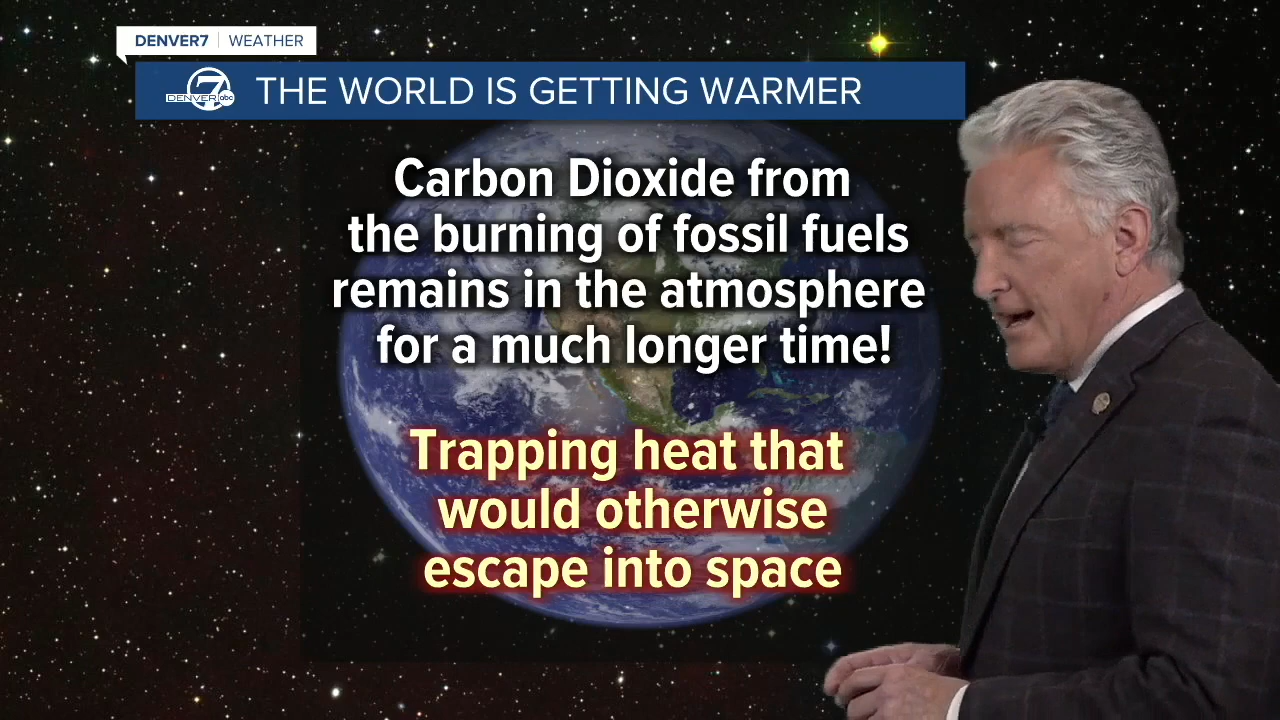 DENVER7 WEATHER
DENVER 7 abc THE WORLD IS GETTING WARMER
Carbon Dioxide from
the burning of fossil fuels
remains in the atmosphere
for a much longer time!
Trapping heat that
would otherwise
escape into space